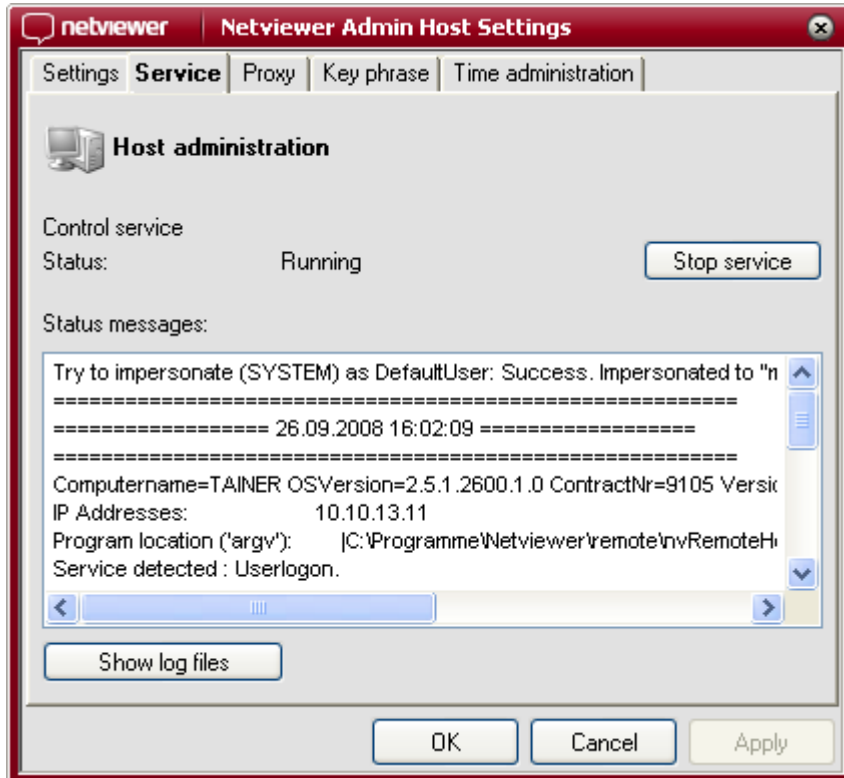 netviewer Netviewer Admin Host Settings
Settings Service Proxy Key phrase Time administration
Host administration
Control service
Status: Running Stop service
Status messages:
Try to impersonate (SYSTEM) as DefaultUser: Success. Impersonated to
=========================================================
================== 26.09.2008 16:02:09 ==================
=========================================================
Computername=TAINER OSVersion=2.5.1.2600.1.0 ContractNr=9105
IP Addresses: 10.10.13.11
Program location ('argv'): |C:\Programme\Netviewer\remote\nvRemoteH
Service detected : Userlogon.
Show log files
OK Cancel Apply